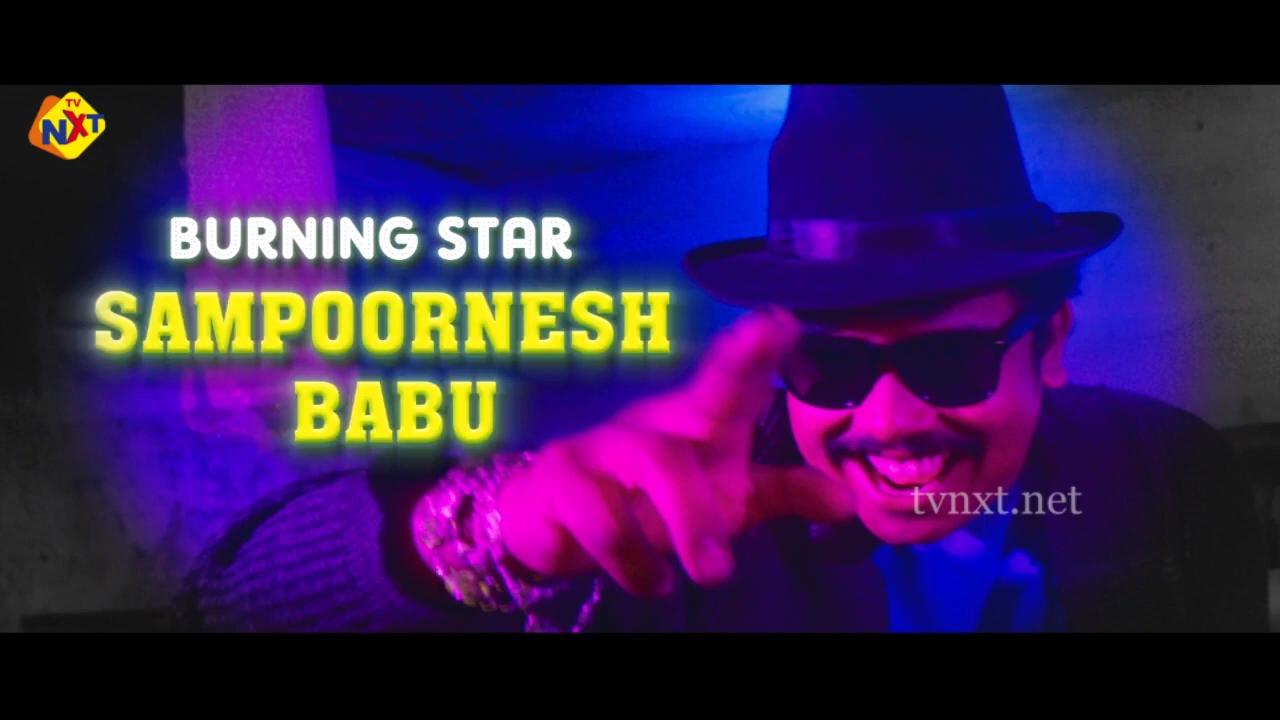 TV
NXT
BURNING STAR
SAMPOORNESH
BABU
tvnxt.net